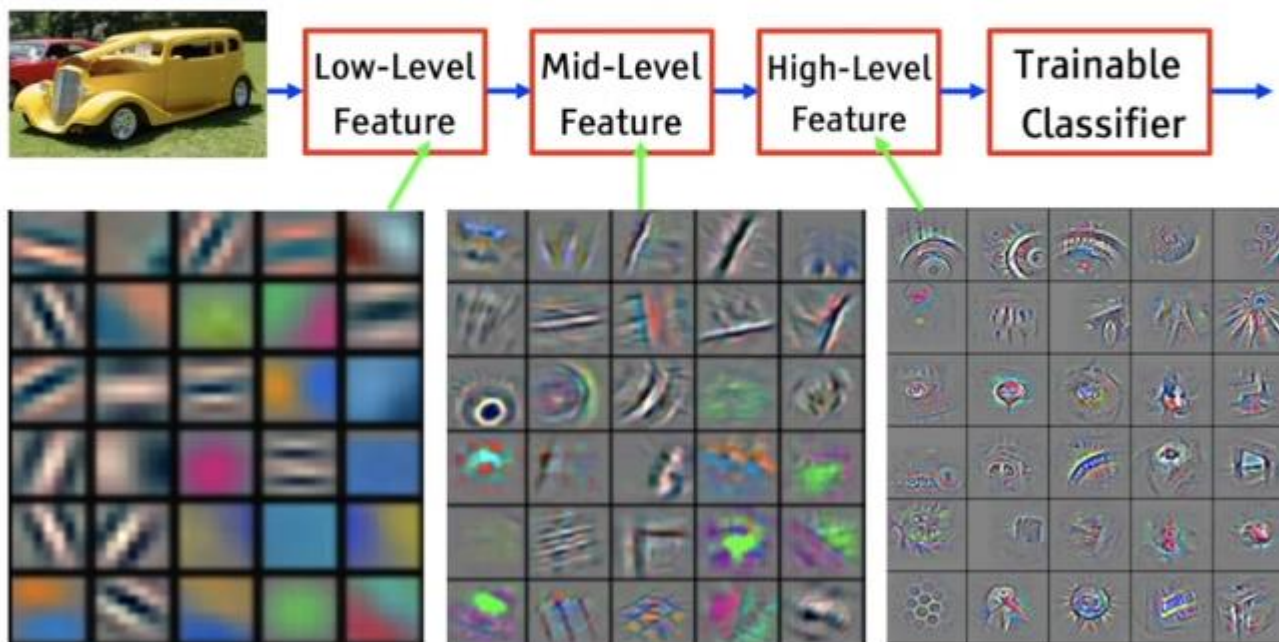 Low-Level
Feature
Mid-Level
Feature
High-Level
Feature
Trainable
Classifier